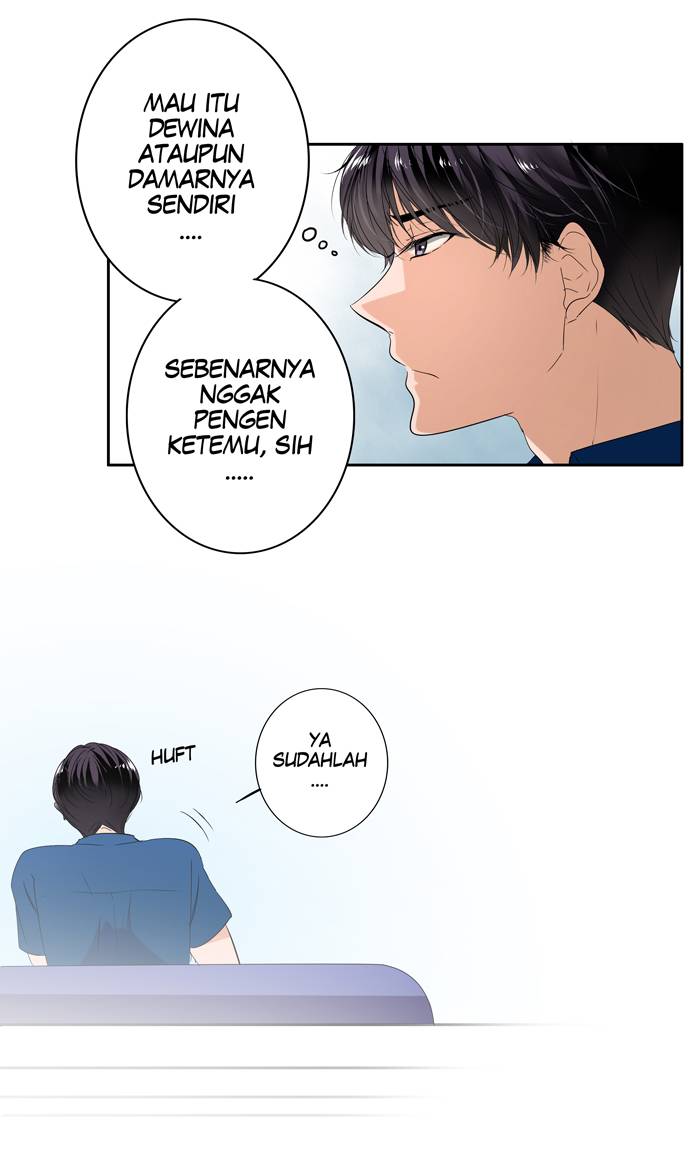 MAU ITU
DEWINA
ATAUPUN
DAMARNYA
SENDIRI
....
SEBENARNYA
NGGAK
PENGEN
KETEMU, SIH
.....
HUFT
YA
SUDAHLAH
....